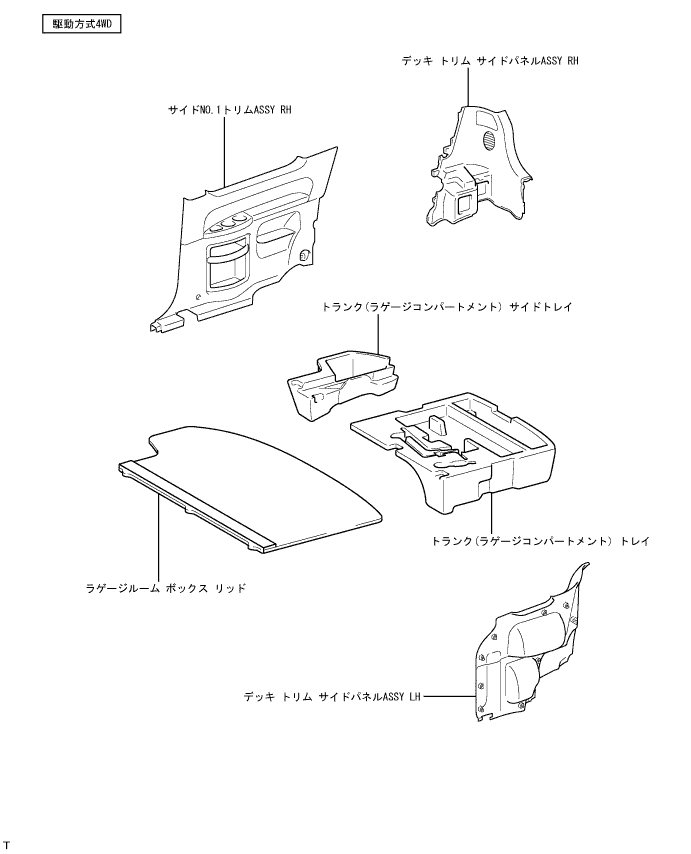 駆動方式4WD
デッキ トリム サイドパネルASSY RH
サイドNO.1トリムASSY RH
トランク(ラゲージコンパートメント) サイドトレイ
トランク(ラゲージコンパートメント) トレイ
ラゲージルーム ボックス リッド
デッキ トリム サイドパネルASSY LH
T